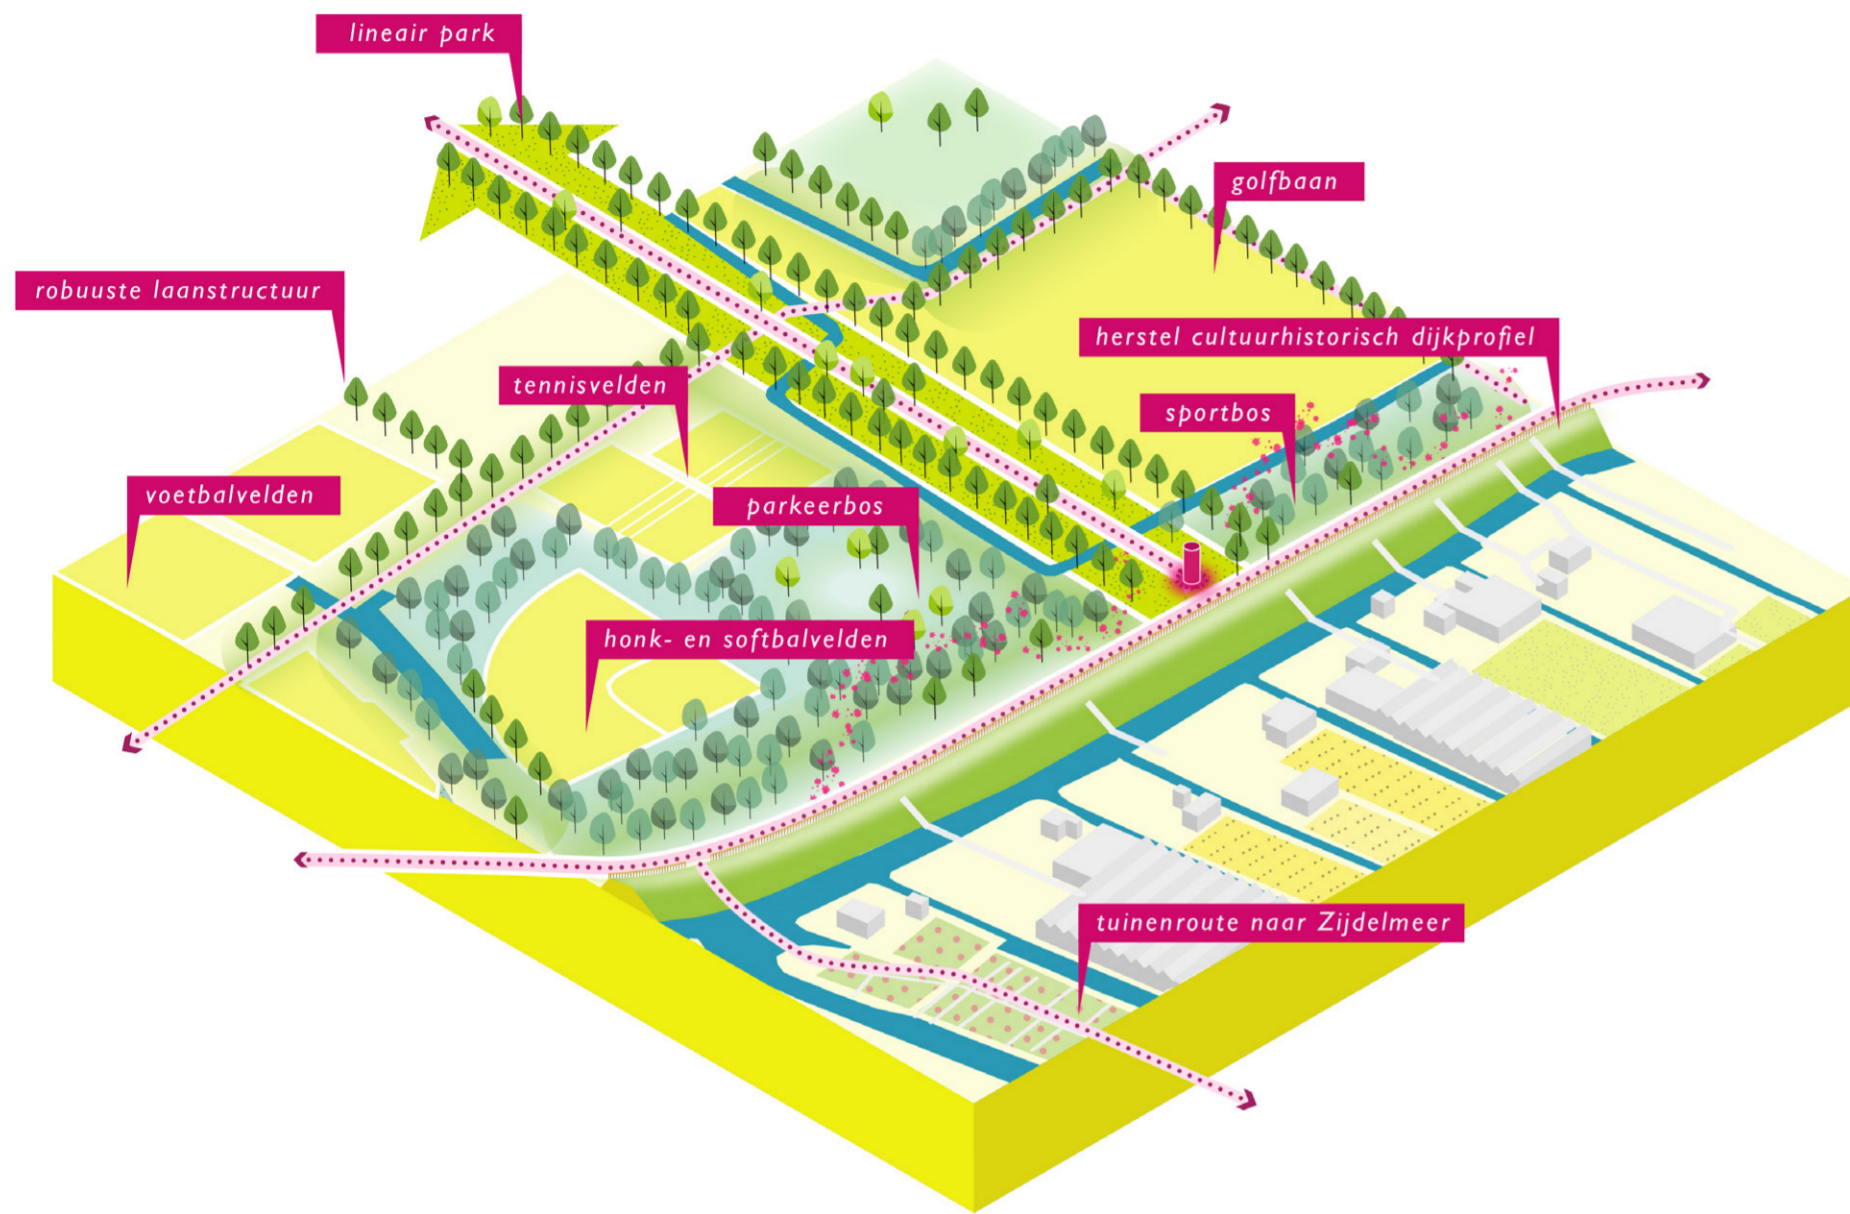 lineair park
golfbaan
robuuste laanstructuur
herstel cultuurhistorisch dijkprofiel
tennisvelden
sportbos
voetbalvelden
parkeerbos
honk- en softbalvelden
tuinenroute naar Zijdelmeer